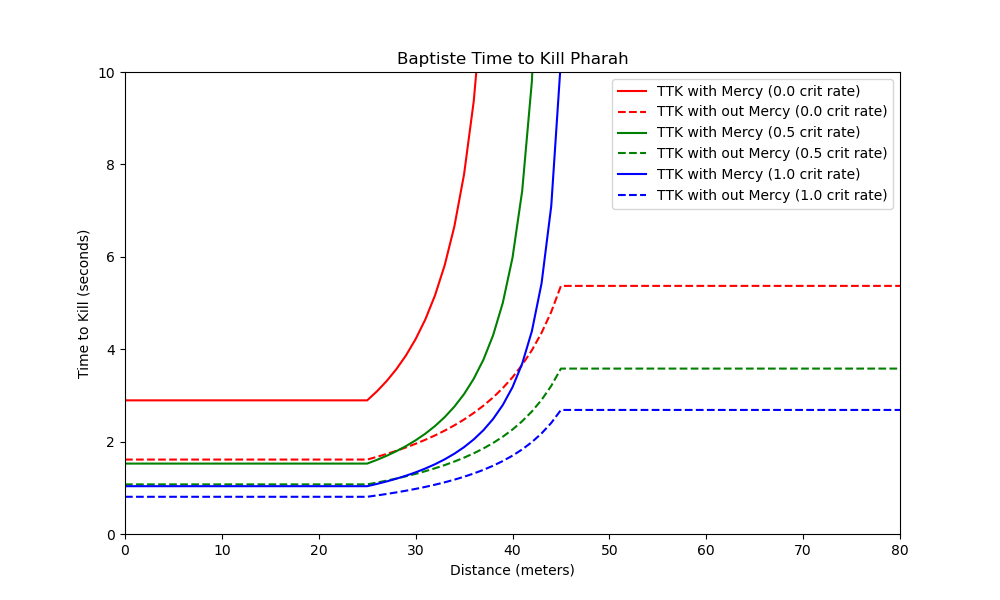 Baptiste Time to Kill Pharah
10
8
6
4
2
0
Time to Kill (seconds)
TTK with Mercy (0.0 crit rate)
TTK with out Mercy (0.0 crit rate)
TTK with Mercy (0.5 crit rate)
TTK with out Mercy (0.5 crit rate)
TTK with Mercy (1.0 crit rate)
TTK with out Mercy (1.0 crit rate)
0 10 20 30 40 50 60 70 80
Distance (meters)